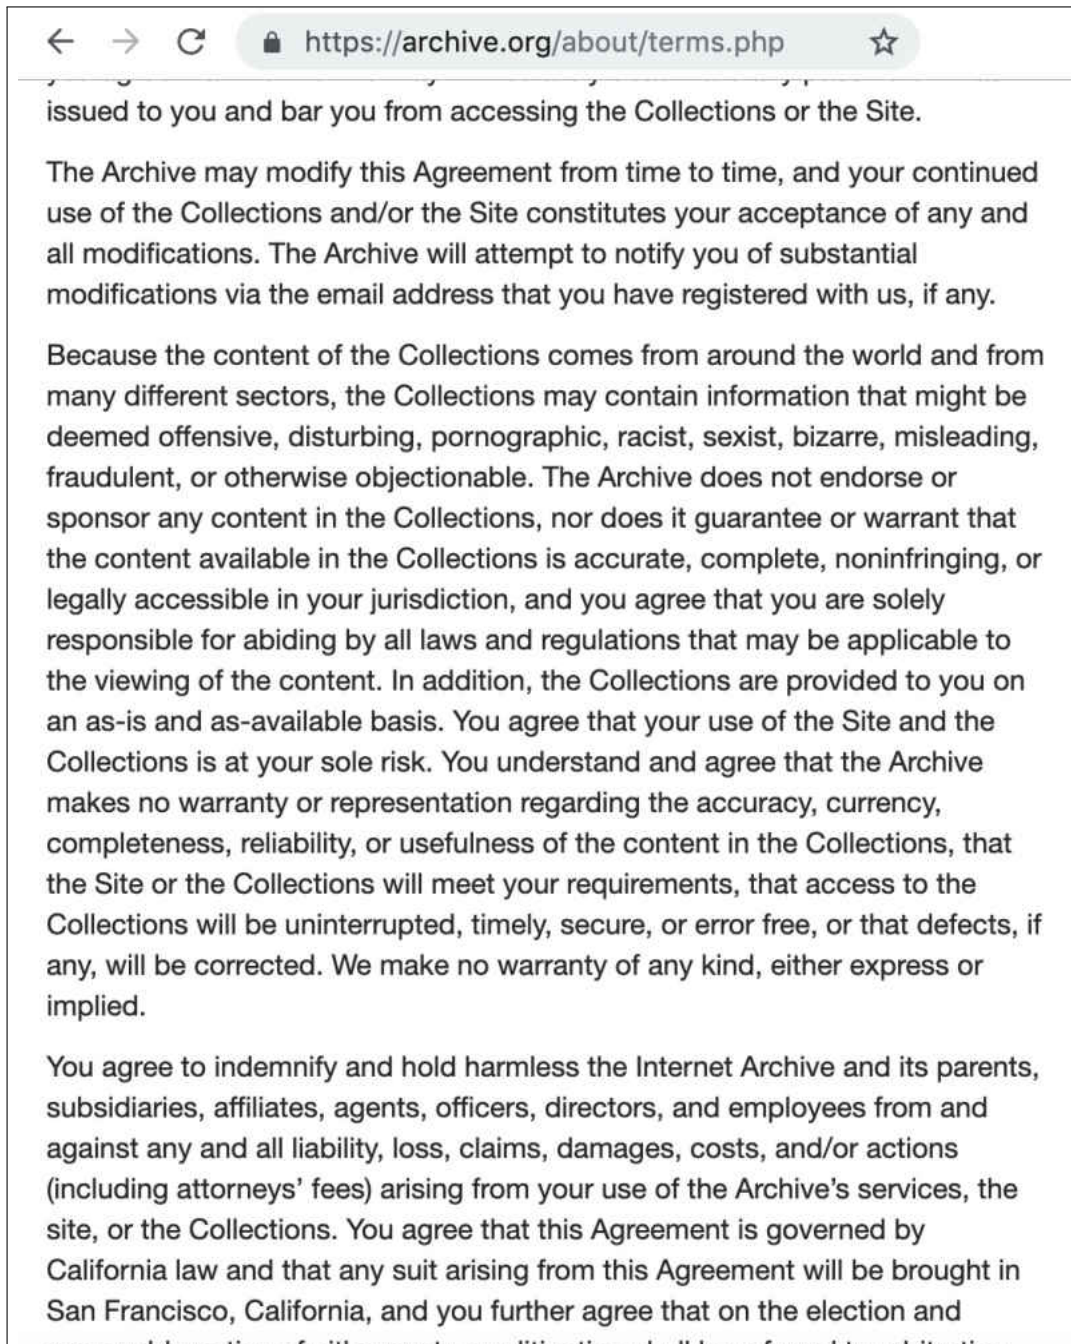 https://archive.org/about/terms.php
issued to you and bar you from accessing the Collections or the Site.
The Archive may modify this Agreement from time to time, and your continued
use of the Collections and/or the Site constitutes your acceptance of any and
all modifications. The Archive will attempt to notify you of substantial
modifications via the email address that you have registered with us, if any.
Because the content of the Collections comes from around the world and from
many different sectors, the Collections may contain information that might be
deemed offensive, disturbing, pornographic, racist, sexist, bizarre, misleading,
fraudulent, or otherwise objectionable. The Archive does not endorse or
sponsor any content in the Collections, nor does it guarantee or warrant that
the content available in the Collections is accurate, complete, noninfringing, or
legally accessible in your jurisdiction, and you agree that you are solely
responsible for abiding by all laws and regulations that may be applicable to
the viewing of the content. In addition, the Collections are provided to you on
an as-is and as-available basis. You agree that your use of the Site and the
Collections is at your sole risk. You understand and agree that the Archive
makes no warranty or representation regarding the accuracy, currency,
completeness, reliability, or usefulness of the content in the Collections, that
the Site or the Collections will meet your requirements, that access to the
Collections will be uninterrupted, timely, secure, or error free, or that defects, if
any, will be corrected. We make no warranty of any kind, either express or
implied.
You agree to indemnify and hold harmless the Internet Archive and its parents,
subsidiaries, affiliates, agents, officers, directors, and employees from and
against any and all liability, loss, claims, damages, costs, and/or actions
(including attorneys’ fees) arising from your use of the Archive’s services, the
site, or the Collections. You agree that this Agreement is governed by
California law and that any suit arising from this Agreement will be brought in
San Francisco, California, and you further agree that on the election and